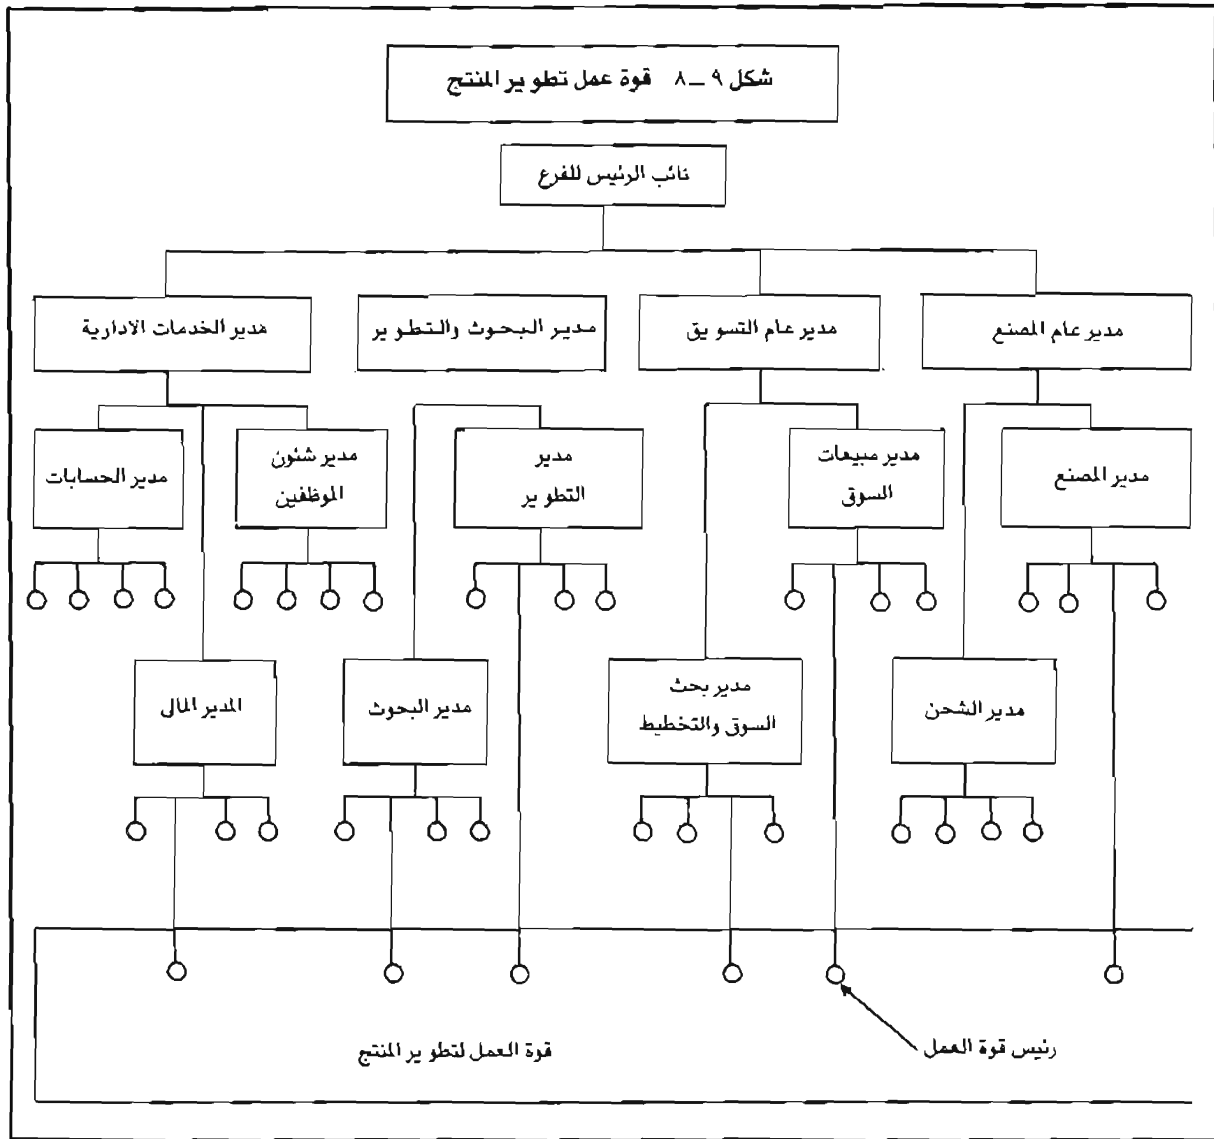 شكل ٩ – ٨ قوة عمل تطوير المنتج
نائب الرئيس للفرع
مدير عام المصنع
مدير عام التسويق
مدير البحوث والتطوير
مدير الخدمات الادارية
مدير المصنع
مدير مبيعات
السوق
مدير
التطوير
مدير شئون
الموظفين
مدير الحسابات
مدير الشحن
مدير بحث
السوق والتخطيط
مدير البحوث
المدير المالى
رئيس قوة العمل
قوة العمل لتطوير المنتج